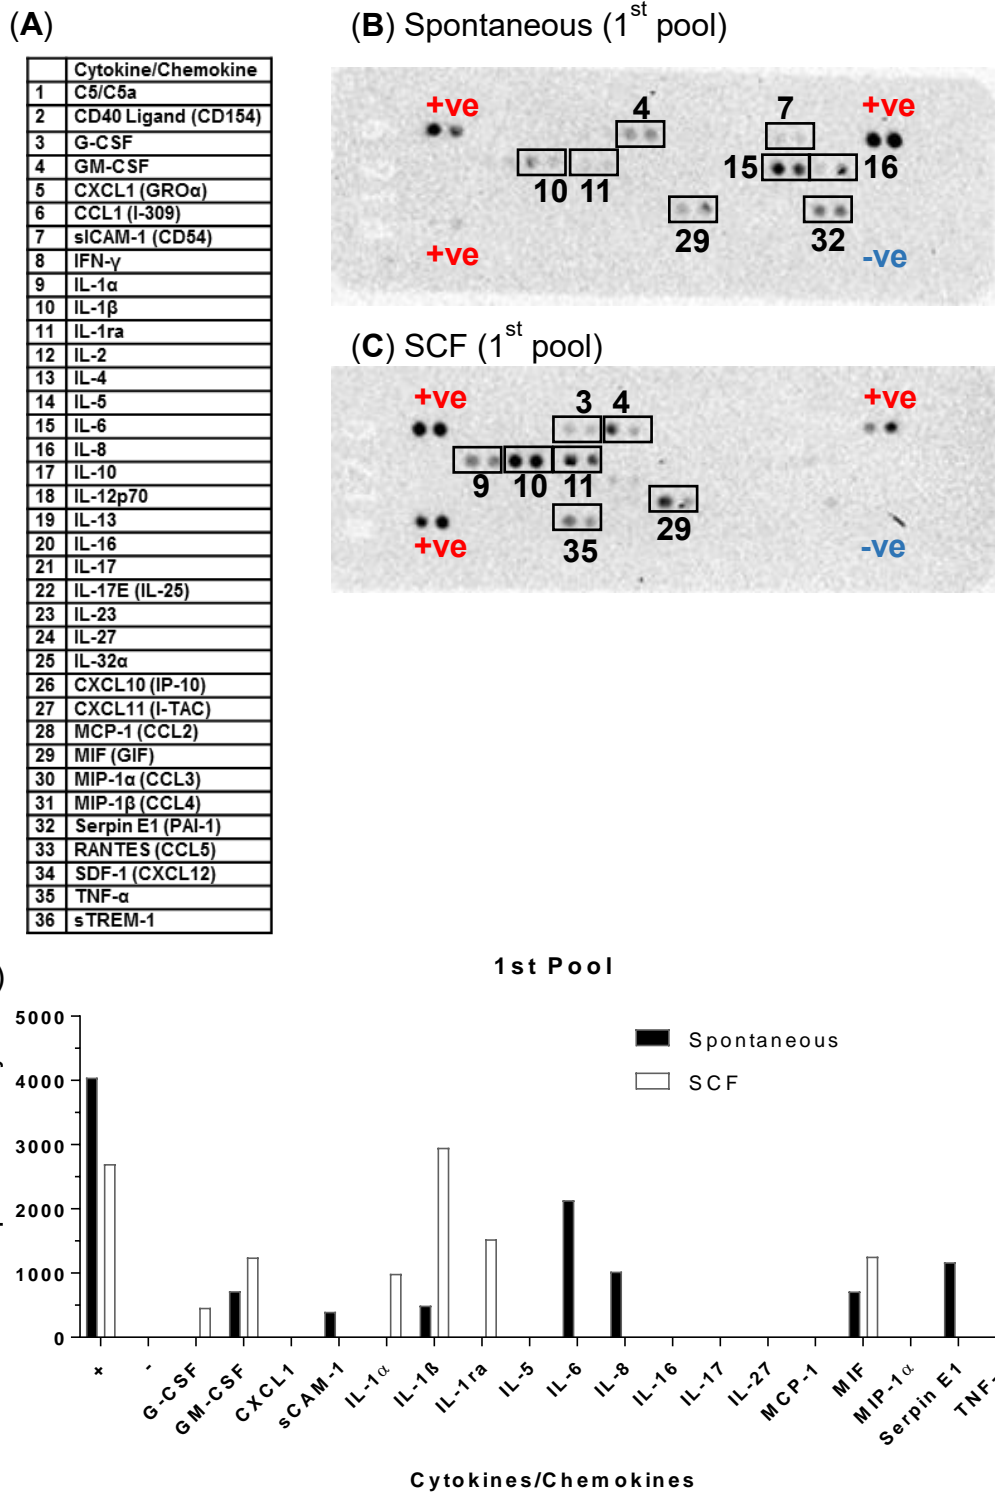 (A)
Cytokine/Chemokine
1 C5/C5a
2 CD40 Ligand (CD154)
3 G-CSF
4 GM-CSF
5 CXCL1 (GROα)
6 CCL1 (I-309)
7 sICAM-1 (CD54)
8 IFN-γ
9 IL-1α
10 IL-1β
11 IL-1ra
12 IL-2
13 IL-4
14 IL-5
15 IL-6
16 IL-8
17 IL-10
18 IL-12p70
19 IL-13
20 IL-16
21 IL-17
22 IL-17E (IL-25)
23 IL-23
24 IL-27
25 IL-32α
26 CXCL10 (IP-10)
27 CXCL11 (I-TAC)
28 MCP-1 (CCL2)
29 MIF (GIF)
30 MIP-1α (CCL3)
31 MIP-1β (CCL4)
32 Serpin E1 (PAI-1)
33 RANTES (CCL5)
34 SDF-1 (CXCL12)
35 TNF-α
36 sTREM-1
(B) Spontaneous (1st pool)
+ve 4 7 +ve
10 11 15 16
29 32
+ve -ve
(C) SCF (1st pool)
+ve 3 4 +ve
9 10 11
29
35
+ve -ve
)
1st Pool
5000
4000
3000
2000
1000
0
Spontaneous
SCF
+
-
G-CSF
GM-CSF
CXCL1
sCAM-1
IL-1α
IL-1ß
IL-1ra
IL-5
IL-6
IL-8
IL-16
IL-17
IL-27
MCP-1
MIF
MIP-1α
Serpin E1
TNF-
Cytokines/Chemokines